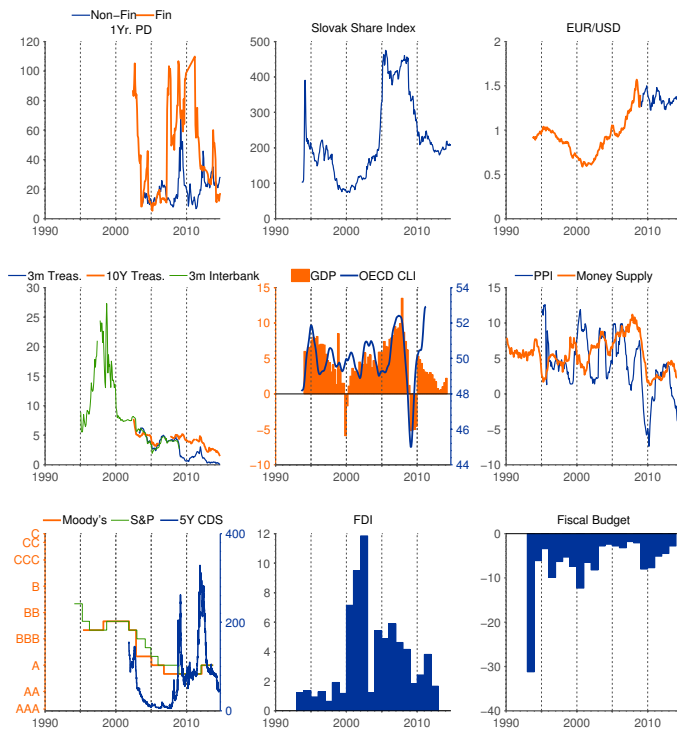 Non−Fin Fin
1Yr. PD
120
100
80
60
40
20
0
1990 2000 2010
Slovak Share Index
500
400
300
200
100
0
1990 2000 2010
EUR/USD
2
1.5
1
0.5
0
1990 2000 2010
3m Treas. 10Y Treas. 3m Interbank
30
25
20
15
10
5
0
1990 2000 2010
GDP OECD CLI
15
10
5
0
−5
−10
54
52
50
48
46
44
1990 2000 2010
PPI Money Supply
15
10
5
0
−5
−10
1990 2000 2010
Moody's S&P 5Y CDS
C
CC
CCC
B
BB
BBB
A
AA
AAA
400
200
0
1990 2000 2010
FDI
12
10
8
6
4
2
0
1990 2000 2010
Fiscal Budget
0
−10
−20
−30
−40
1990 2000 2010